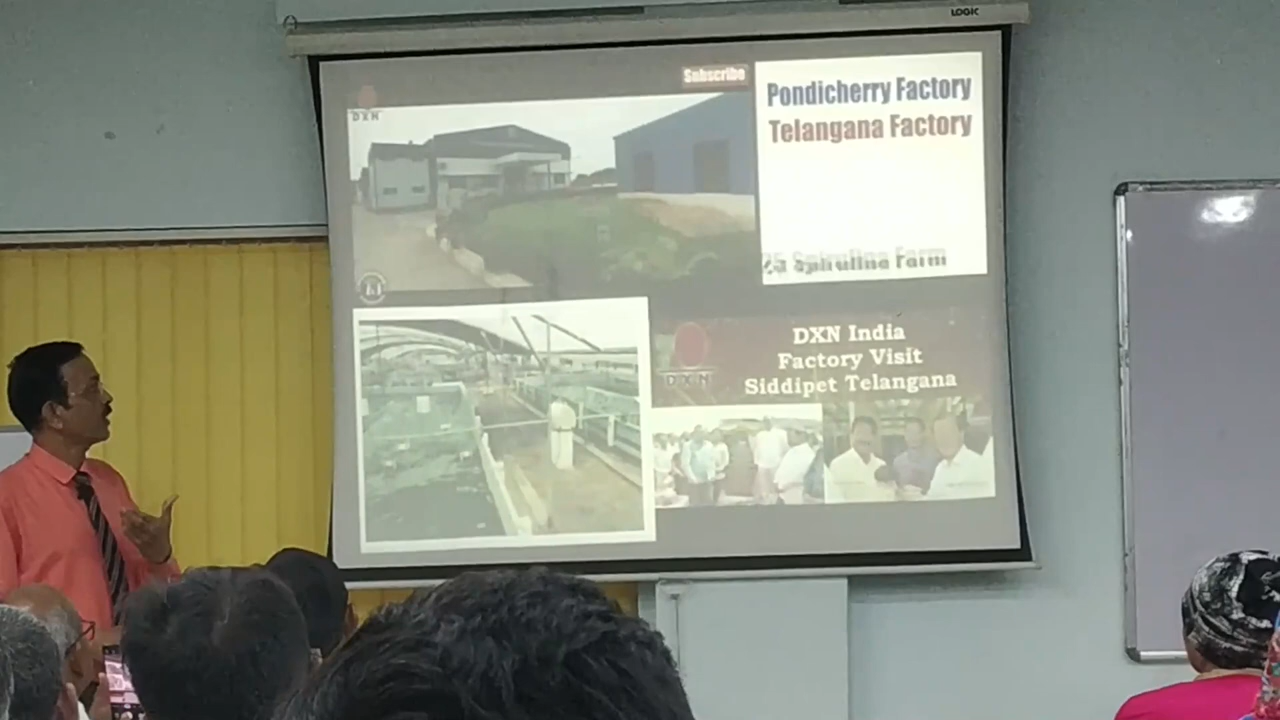 LOGIC
Subscribe
DXN
Pondicherry Factory
Telangana Factory
Spirulina Farm
DXN
DXN India
Factory Visit
Siddipet Telangana